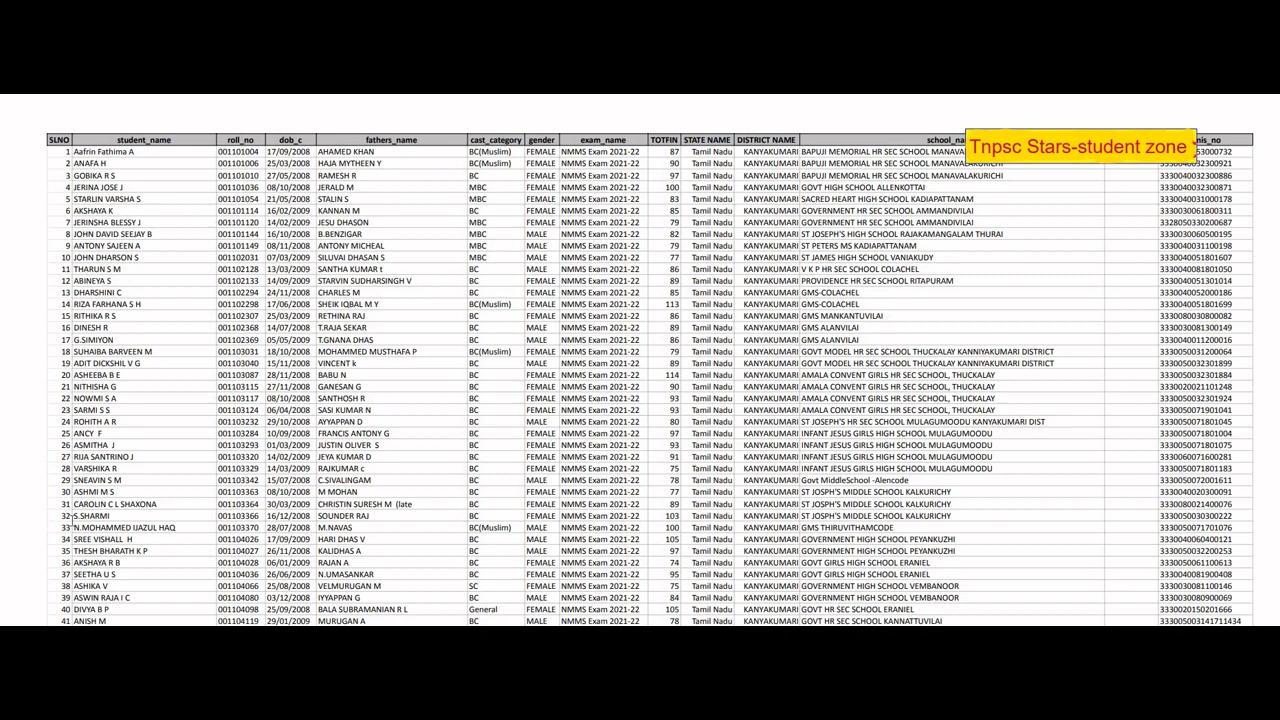 SLNO student_name roll_no dob_c fathers_name cast_category gender exam_name TOTFIN STATE NAME DISTRICT NAME
Tnpsc Stars-student zone
1 Aafrin Fathima A 001101004 17/09/2008 AHAMED KHAN BC(Muslim) FEMALE NMMS Exam 2021-22 87 Tamil Nadu KANYAKUMARI BAPUJI MEMORIAL HR SEC SCHOOL
2 ANAFA H 001101006 25/03/2009 HAJA MYTHEEN Y BC(Muslim) FEMALE NMMS Exam 2021-22 90 Tamil Nadu KANYAKUMARI BAPUJI MEMORIAL HR SEC SCHOOL MANAVALAKURICHI 3330040032300921
3 GOBIKA R S 001101010 27/05/2008 RAMESH R BC FEMALE NMMS Exam 2021-22 97 Tamil Nadu KANYAKUMARI BAPUJI MEMORIAL HR SEC SCHOOL MANAVALAKURICHI 3330040032300886
4 JERINA JOSE J 001101036 08/10/2008 JERALD M MBC FEMALE NMMS Exam 2021-22 100 Tamil Nadu KANYAKUMARI GOVT HIGH SCHOOL ALLENKOTTAI 3330040032300871
5 STARLIN VARSHA S 001101054 21/05/2008 STALIN S MBC FEMALE NMMS Exam 2021-22 83 Tamil Nadu KANYAKUMARI SACRED HEART HIGH SCHOOL KADIAPATTANAM 3330040031000178
6 AKSHAYA K 001101114 16/02/2009 KANNAN M BC FEMALE NMMS Exam 2021-22 85 Tamil Nadu KANYAKUMARI GOVERNMENT HR SEC SCHOOL AMMANDIVILAI 3330030061800311
7 JERINSHA BLESSY J 001101120 14/02/2009 JESU DHASON MBC FEMALE NMMS Exam 2021-22 79 Tamil Nadu KANYAKUMARI GOVERNMENT HR SEC SCHOOL AMMANDIVILAI 3328050330200687
8 JOHN DAVID SEEJAY B 001101144 16/10/2008 B.BENZIGAR MBC MALE NMMS Exam 2021-22 82 Tamil Nadu KANYAKUMARI ST JOSEPH'S HIGH SCHOOL RAJAKAMANGALAM THURAI 3330030060500195
9 ANTONY SAJEEN A 001101149 08/11/2008 ANTONY MICHEAL MBC MALE NMMS Exam 2021-22 79 Tamil Nadu KANYAKUMARI ST PETERS MS KADIAPATTANAM 3330040031100198
10 JOHN DHARSON S 001102031 07/03/2009 SILUVAI DHASAN S MBC MALE NMMS Exam 2021-22 77 Tamil Nadu KANYAKUMARI ST JAMES HIGH SCHOOL VANIAKUDY 3330040051801607
11 THARUN S M 001102128 13/03/2009 SANTHA KUMAR t BC MALE NMMS Exam 2021-22 86 Tamil Nadu KANYAKUMARI V K P HR SEC SCHOOL COLACHEL 3330040081801050
12 ABINEYA S 001102133 14/09/2009 STARVIN SUDHARSINGH V BC FEMALE NMMS Exam 2021-22 89 Tamil Nadu KANYAKUMARI PROVIDENCE HR SEC SCHOOL RITAPURAM 3330040051301014
13 DHARSHINI C 001102294 24/11/2008 CHARLES M BC FEMALE NMMS Exam 2021-22 85 Tamil Nadu KANYAKUMARI GMS-COLACHEL 3330040052000186
14 RIZA FARHANA S H 001102298 17/06/2008 SHEIK IQBAL M Y BC(Muslim) FEMALE NMMS Exam 2021-22 113 Tamil Nadu KANYAKUMARI GMS-COLACHEL 3330040051801699
15 RITHIKA R S 001102307 25/03/2009 RETHINA RAJ BC FEMALE NMMS Exam 2021-22 86 Tamil Nadu KANYAKUMARI GMS MANKANTUVILAI 3330080030800082
16 DINESH R 001102368 14/07/2008 T.RAJA SEKAR BC MALE NMMS Exam 2021-22 89 Tamil Nadu KANYAKUMARI GMS ALANVILAI 3330030081300149
17 G.SIMIYON 001102369 05/05/2009 T.GNANA DHAS BC MALE NMMS Exam 2021-22 86 Tamil Nadu KANYAKUMARI GMS ALANVILAI 3330040011200016
18 SUHAIBA BARVEEN M 001103031 18/10/2008 MOHAMMED MUSTHAFA P BC(Muslim) FEMALE NMMS Exam 2021-22 79 Tamil Nadu KANYAKUMARI GOVT MODEL HR SEC SCHOOL THUCKALAY KANNIYAKUMARI DISTRICT 3330050031200064
19 ADIT DICKSHIL V G 001103040 15/11/2008 VINCENT k BC MALE NMMS Exam 2021-22 89 Tamil Nadu KANYAKUMARI GOVT MODEL HR SEC SCHOOL THUCKALAY KANNIYAKUMARI DISTRICT 3330050032301899
20 ASHEEBA B E 001103087 28/11/2008 BABU N BC FEMALE NMMS Exam 2021-22 114 Tamil Nadu KANYAKUMARI AMALA CONVENT GIRLS HR SEC SCHOOL, THUCKALAY 3330050032301884
21 NITHISHA G 001103115 27/11/2008 GANESAN G BC FEMALE NMMS Exam 2021-22 90 Tamil Nadu KANYAKUMARI AMALA CONVENT GIRLS HR SEC SCHOOL, THUCKALAY 3330020021101248
22 NOWMI S A 001103117 08/10/2008 SANTHOSH R BC FEMALE NMMS Exam 2021-22 93 Tamil Nadu KANYAKUMARI AMALA CONVENT GIRLS HR SEC SCHOOL, THUCKALAY 3330050032301924
23 SARMI S S 001103124 06/04/2008 SASI KUMAR N BC FEMALE NMMS Exam 2021-22 93 Tamil Nadu KANYAKUMARI AMALA CONVENT GIRLS HR SEC SCHOOL, THUCKALAY 3330050071901041
24 ROHITH A R 001103232 29/10/2008 AYYAPPAN D BC MALE NMMS Exam 2021-22 80 Tamil Nadu KANYAKUMARI ST JOSEPH'S HR SEC SCHOOL MULAGUMOODU KANYAKUMARI DIST 3330050071801045
25 ANCY F 001103284 10/09/2008 FRANCIS ANTONY G BC FEMALE NMMS Exam 2021-22 97 Tamil Nadu KANYAKUMARI INFANT JESUS GIRLS HIGH SCHOOL MULAGUMOODU 3330050071801004
26 ASMITHA J 001103291 03/09/2008 JUSTIN OLIVER S BC FEMALE NMMS Exam 2021-22 93 Tamil Nadu KANYAKUMARI INFANT JESUS GIRLS HIGH SCHOOL MULAGUMOODU 3330050071801075
27 RIJA SANTRINO J 001103320 14/02/2009 JEYA KUMAR D BC FEMALE NMMS Exam 2021-22 91 Tamil Nadu KANYAKUMARI INFANT JESUS GIRLS HIGH SCHOOL MULAGUMOODU 3330060071600281
28 VARSHIKA R 001103329 14/03/2009 RAJKUMAR c BC FEMALE NMMS Exam 2021-22 75 Tamil Nadu KANYAKUMARI INFANT JESUS GIRLS HIGH SCHOOL MULAGUMOODU 3330050071801183
29 SNEAVIN S M 001103342 15/07/2008 C.SIVALINGAM BC MALE NMMS Exam 2021-22 78 Tamil Nadu KANYAKUMARI Govt MiddleSchool -Alencode 3330050072001611
30 ASHMI M S 001103363 08/10/2008 M MOHAN BC FEMALE NMMS Exam 2021-22 77 Tamil Nadu KANYAKUMARI ST JOSPH'S MIDDLE SCHOOL KALKURICHY 3330040020300091
31 CAROLIN C L SHAXONA 001103364 30/03/2009 CHRISTIN SURESH M (late BC FEMALE NMMS Exam 2021-22 89 Tamil Nadu KANYAKUMARI ST JOSPH'S MIDDLE SCHOOL KALKURICHY 3330080021400076
32 S.SHARMI 001103366 16/12/2008 SOUNDER RAJ BC FEMALE NMMS Exam 2021-22 103 Tamil Nadu KANYAKUMARI ST JOSPH'S MIDDLE SCHOOL KALKURICHY 3330050030300222
33 N.MOHAMMED IJAZUL HAQ 001103370 28/07/2008 M.NAVAS BC(Muslim) MALE NMMS Exam 2021-22 100 Tamil Nadu KANYAKUMARI GMS THIRUVITHAMCODE 3330050071701076
34 SREE VISHALL H 001104026 17/09/2008 HARI DHAS V BC MALE NMMS Exam 2021-22 105 Tamil Nadu KANYAKUMARI GOVERNMENT HIGH SCHOOL PEYANKUZHI 3330040060400121
35 THESH BHARATH K P 001104027 26/11/2008 KALIDHAS A BC MALE NMMS Exam 2021-22 97 Tamil Nadu KANYAKUMARI GOVERNMENT HIGH SCHOOL PEYANKUZHI 3330050032200253
36 AKSHAYA R B 001104028 06/01/2009 RAJAN A BC FEMALE NMMS Exam 2021-22 74 Tamil Nadu KANYAKUMARI GOVT GIRLS HIGH SCHOOL ERANIEL 3330050061100613
37 SEETHA U S 001104036 26/06/2009 N.UMASANKAR BC FEMALE NMMS Exam 2021-22 95 Tamil Nadu KANYAKUMARI GOVT GIRLS HIGH SCHOOL ERANIEL 3330040081900408
38 ASHIKA V 001104066 25/08/2008 VELMURUGAN M SC FEMALE NMMS Exam 2021-22 75 Tamil Nadu KANYAKUMARI GOVERNMENT HIGH SCHOOL VEMBANOOR 3330030081100146
39 ASWIN RAJA I C 001104080 03/12/2008 IYYAPPAN G BC MALE NMMS Exam 2021-22 84 Tamil Nadu KANYAKUMARI GOVERNMENT HIGH SCHOOL VEMBANOOR 3330030080900069
40 DIVYA B P 001104098 25/09/2008 BALA SUBRAMANIAN R L General FEMALE NMMS Exam 2021-22 105 Tamil Nadu KANYAKUMARI GOVT HR SEC SCHOOL ERANIEL 3330020150201666
41 ANISH M 001104119 29/01/2009 MURUGAN A BC MALE NMMS Exam 2021-22 78 Tamil Nadu KANYAKUMARI GOVT HR SEC SCHOOL KANNATTUVILAI 333005003141711434